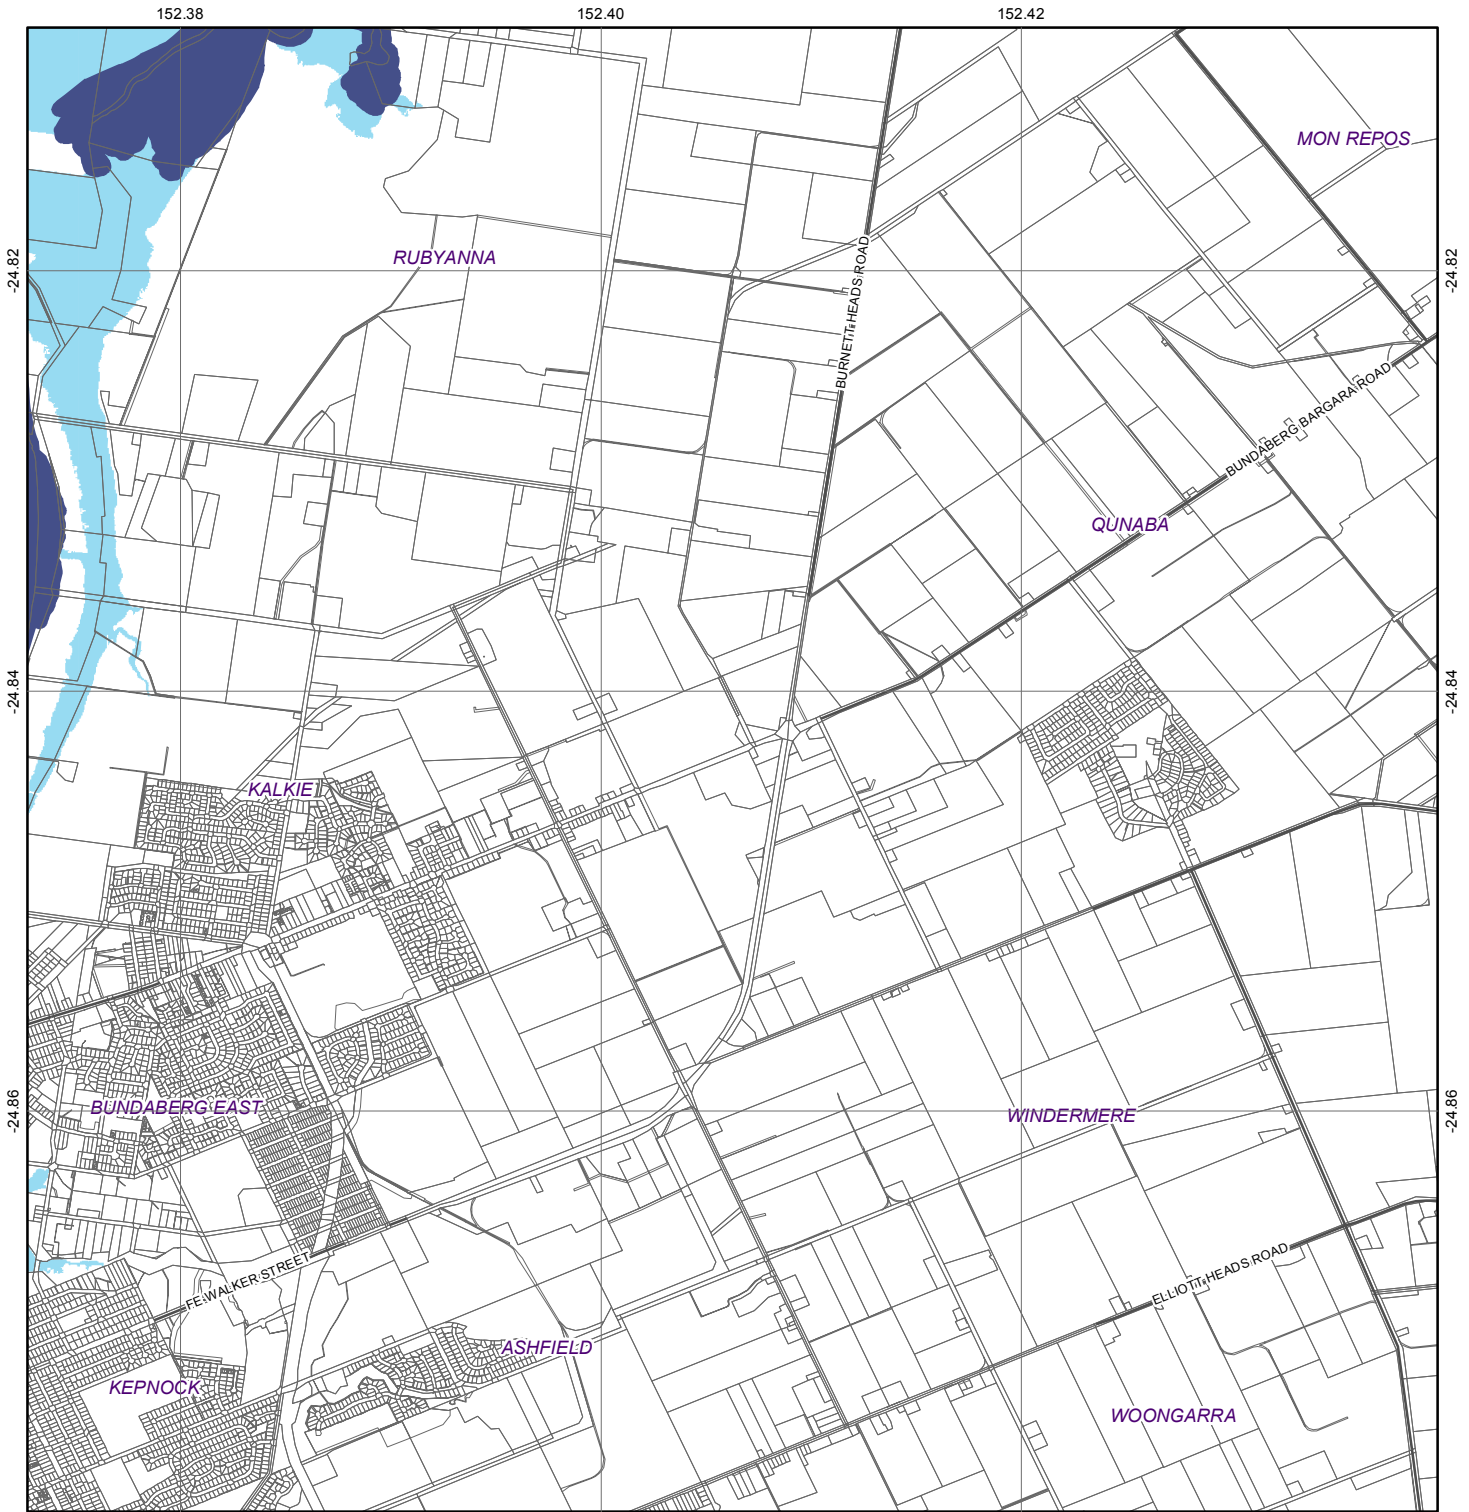 152.38
152.40
152.42
MON REPOS
RUBYANNA
-24.82
-24.82
BURNETT HEADS ROAD
BUNDABERG BARGARA ROAD
QUNABA
-24.84
-24.84
KALKIE
BUNDABERG EAST
WINDERMERE
-24.86
-24.86
FE WALKER STREET
ELLIOTT HEADS ROAD
ASHFIELD
KEPNOCK
WOONGARRA